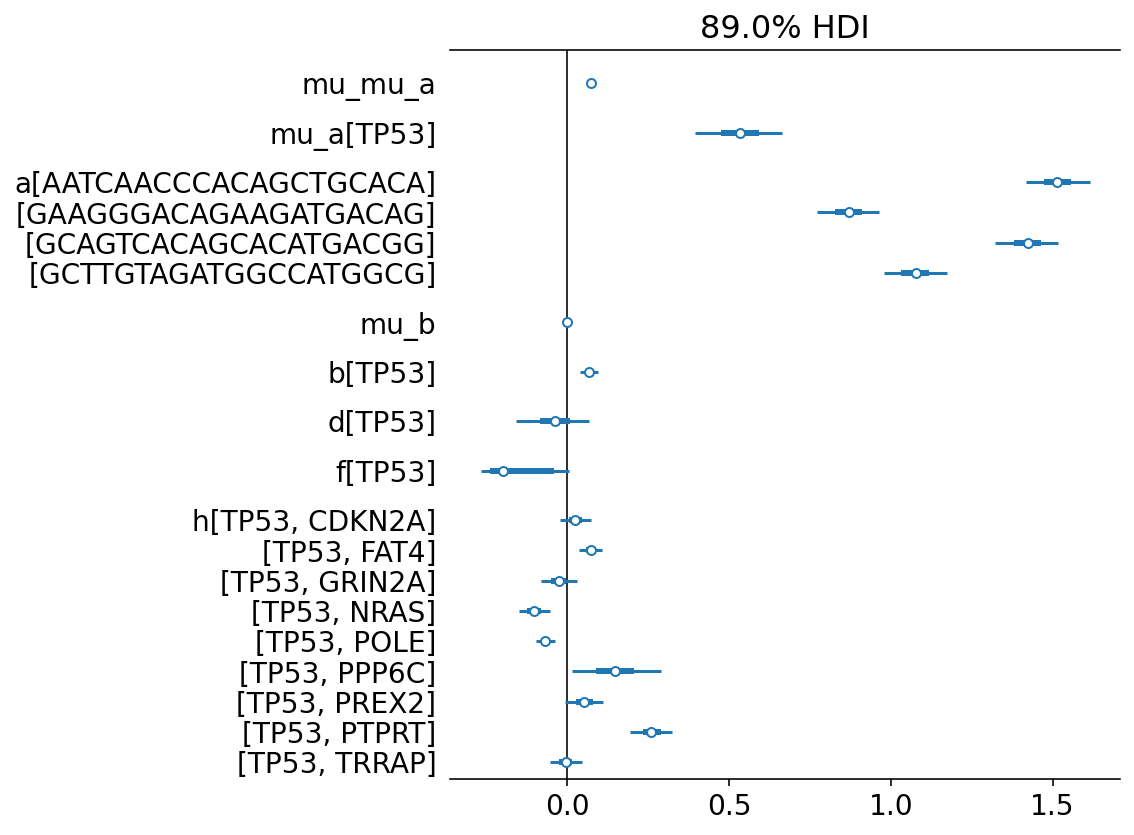 89.0% HDI
mu_mu_a
mu_a[TP53]
a[AATCAACCCACAGCTGCACA]
[GAAGGGACAGAAGATGACAG]
[GCAGTCACAGCACATGACGG]
[GCTTGTAGATGGCCATGGCG]
mu_b
b[TP53]
d[TP53]
f[TP53]
h[TP53, CDKN2A]
[TP53, FAT4]
[TP53, GRIN2A]
[TP53, NRAS]
[TP53, POLE]
[TP53, PPP6C]
[TP53, PREX2]
[TP53, PTPRT]
[TP53, TRRAP]
0.0 0.5 1.0 1.5